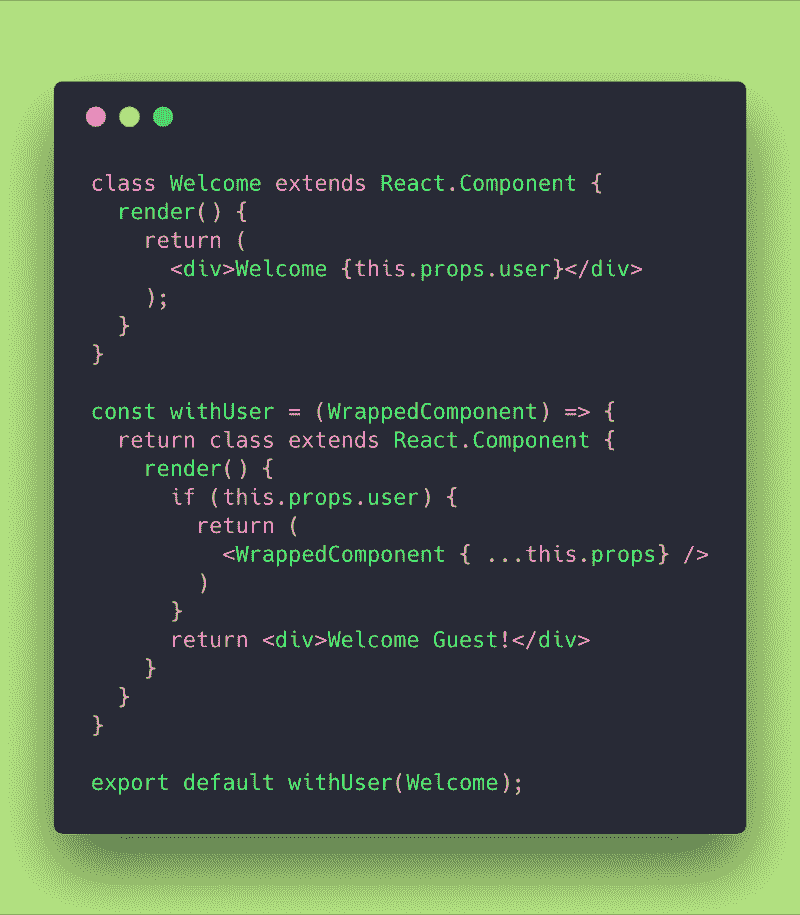 class Welcome extends React.Component {
  render() {
    return (
      <div>Welcome {this.props.user}</div>
    );
  }
}

const withUser = (WrappedComponent) => {
  return class extends React.Component {
    render() {
      if (this.props.user) {
        return (
          <WrappedComponent { ...this.props} />
        )
      }
      return <div>Welcome Guest!</div>
    }
  }
}

export default withUser(Welcome);